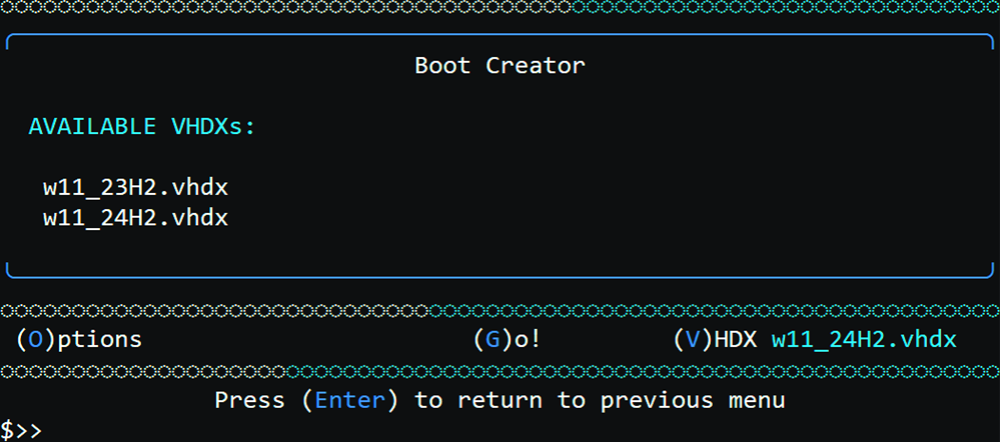 Boot Creator
AVAILABLE VHDXs:
w11_23H2.vhdx
w11_24H2.vhdx
(O)ptions (G)o! (V)HDX w11_24H2.vhdx
Press (Enter) to return to previous menu
$>>